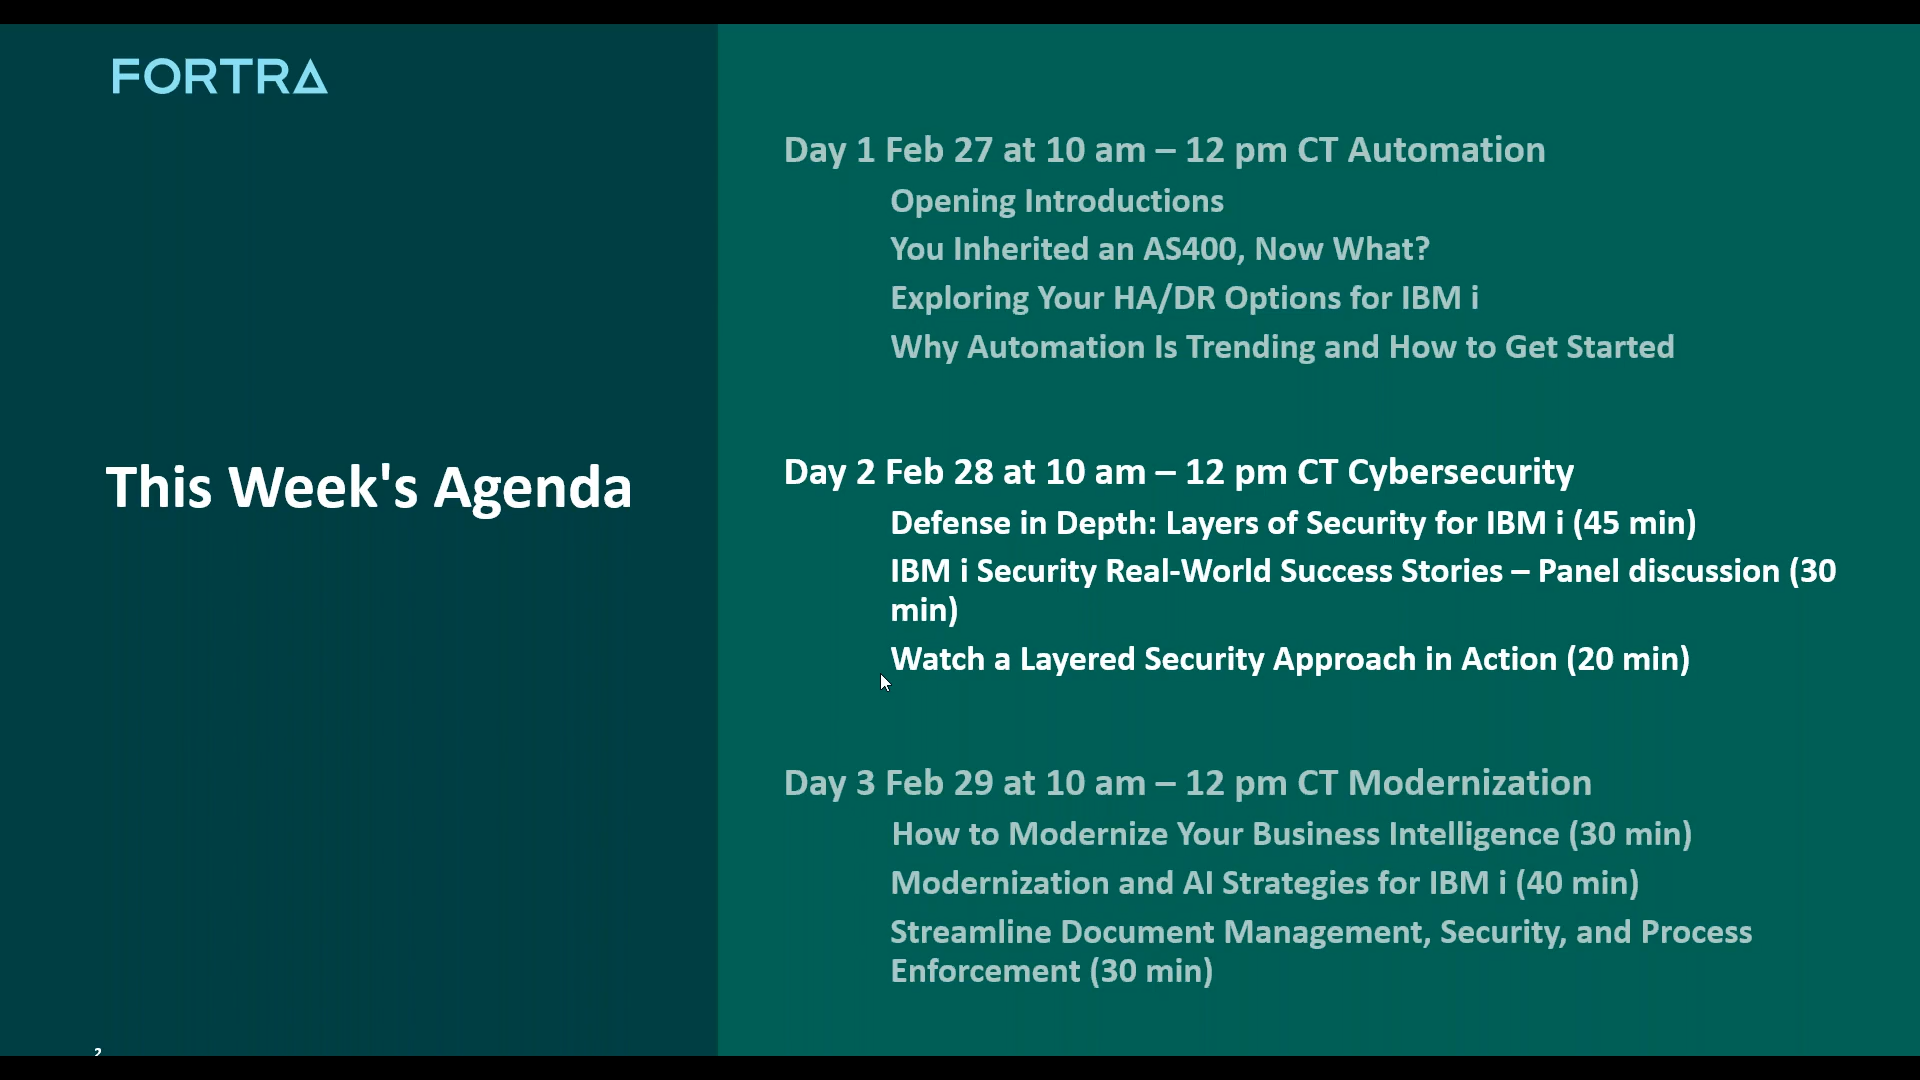 FORTRA
This Week's Agenda
Day 1 Feb 27 at 10 am – 12 pm CT Automation
Opening Introductions
You Inherited an AS400, Now What?
Exploring Your HA/DR Options for IBM i
Why Automation Is Trending and How to Get Started
Day 2 Feb 28 at 10 am – 12 pm CT Cybersecurity
Defense in Depth: Layers of Security for IBM i (45 min)
IBM i Security Real-World Success Stories – Panel discussion (30
min)
Watch a Layered Security Approach in Action (20 min)
Day 3 Feb 29 at 10 am – 12 pm CT Modernization
How to Modernize Your Business Intelligence (30 min)
Modernization and AI Strategies for IBM i (40 min)
Streamline Document Management, Security, and Process
Enforcement (30 min)
2